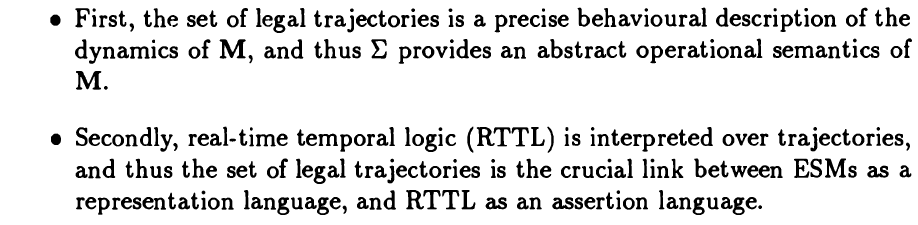 • First, the set of legal trajectories is a precise behavioural description of the
dynamics of M, and thus Σ provides an abstract operational semantics of
M.
• Secondly, real-time temporal logic (RTTL) is interpreted over trajectories,
and thus the set of legal trajectories is the crucial link between ESMs as a
representation language, and RTTL as an assertion language.